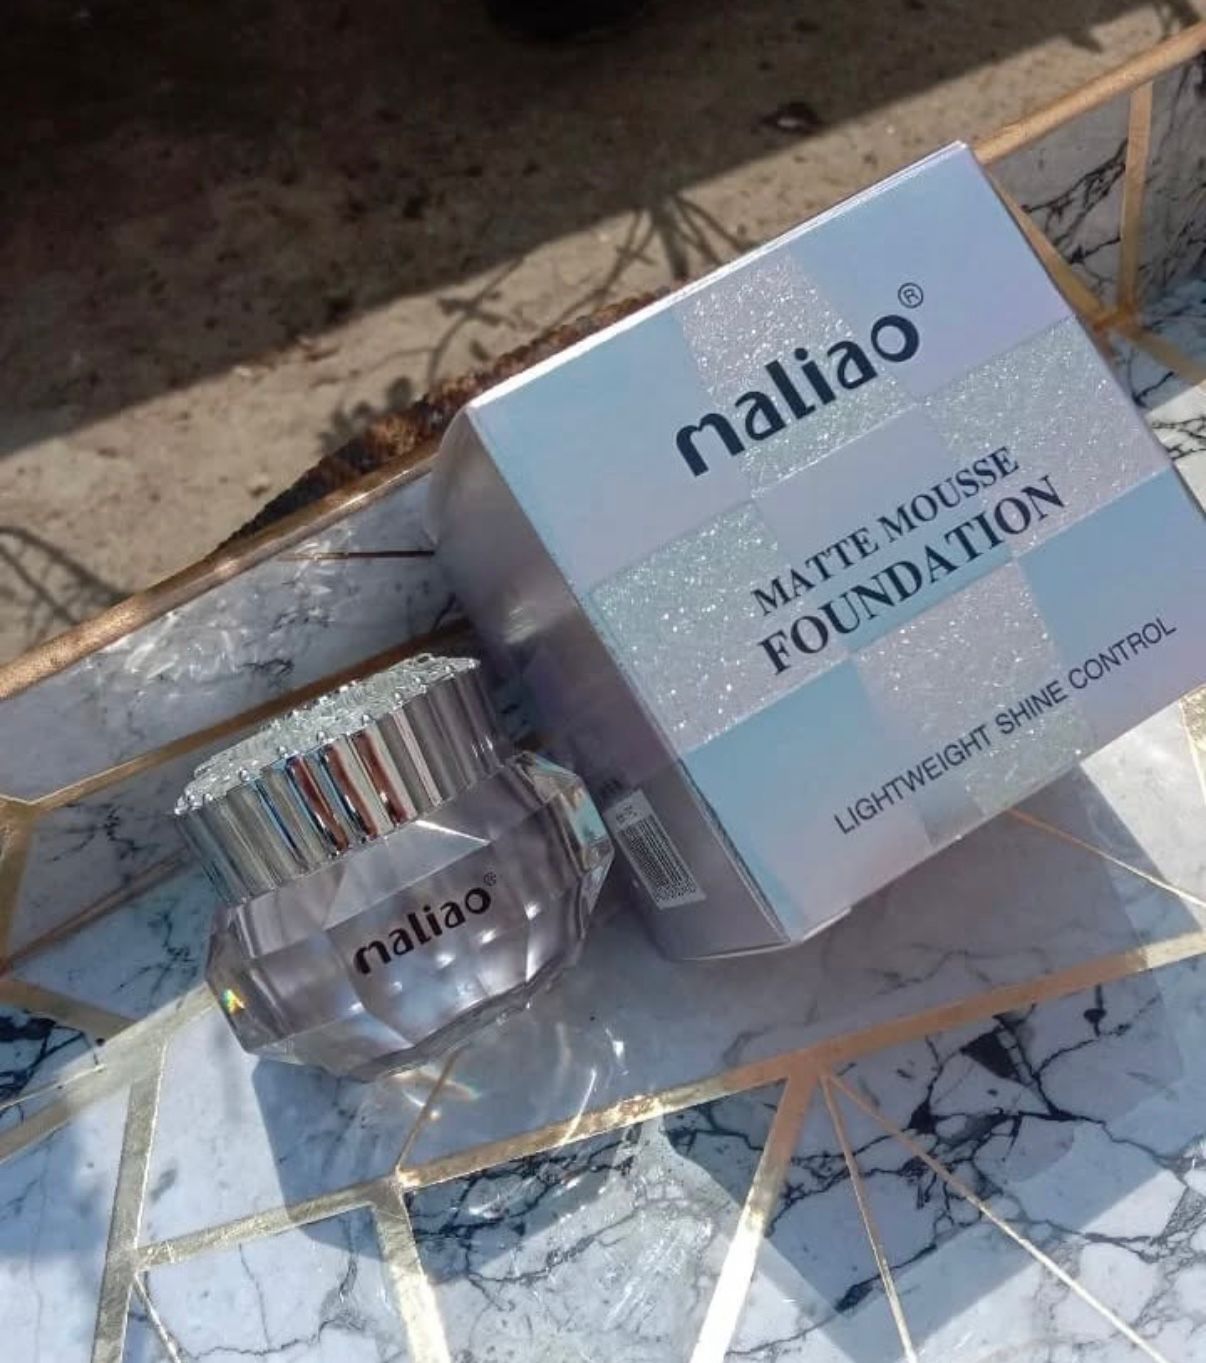 maliao®
MATTE MOUSSE
FOUNDATION
LIGHTWEIGHT SHINE CONTROL
maliao®